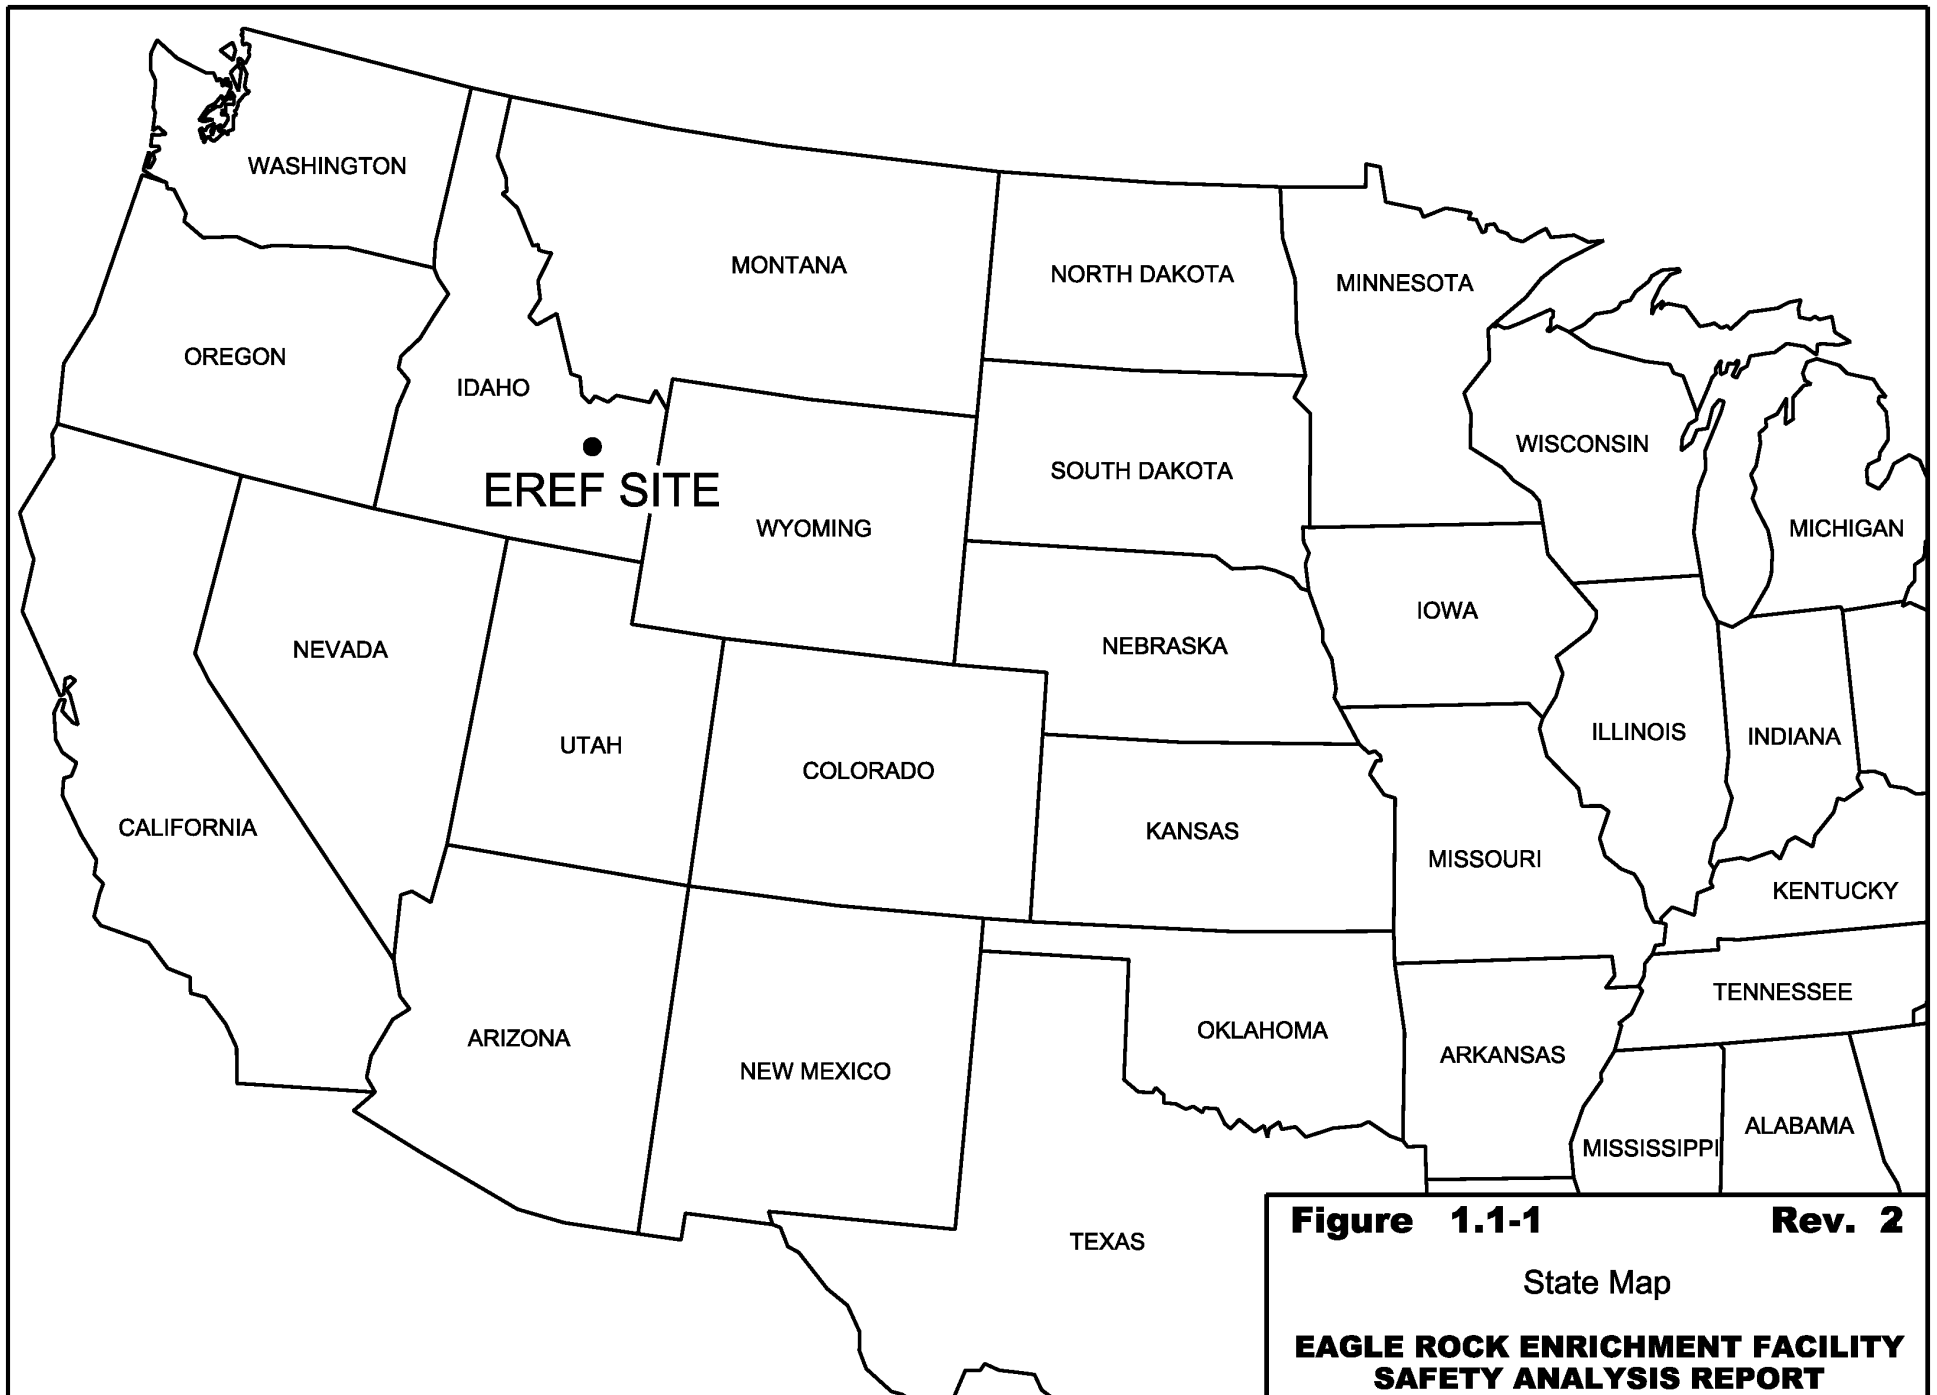 WASHINGTON
MONTANA
NORTH DAKOTA
MINNESOTA
OREGON
IDAHO
WISCONSIN
SOUTH DAKOTA
EREF SITE
WYOMING
MICHIGAN
IOWA
NEVADA
NEBRASKA
UTAH
ILLINOIS
INDIANA
COLORADO
CALIFORNIA
KANSAS
MISSOURI
KENTUCKY
TENNESSEE
ARIZONA
OKLAHOMA
ARKANSAS
NEW MEXICO
ALABAMA
MISSISSIPPI
TEXAS
Figure 1.1-1 Rev. 2
State Map
EAGLE ROCK ENRICHMENT FACILITY
SAFETY ANALYSIS REPORT